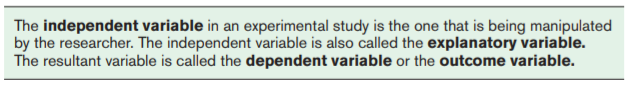 The independent variable in an experimental study is the one that is being manipulated
by the researcher. The independent variable is also called the explanatory variable.
The resultant variable is called the dependent variable or the outcome variable.